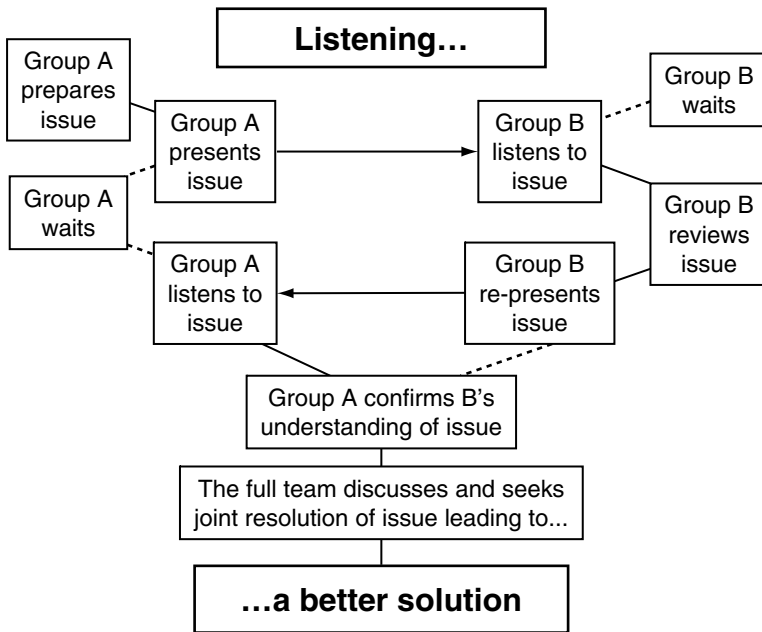 Listening...
Group A
prepares
issue
Group A
presents
issue
Group B
listens to
issue
Group B
waits
Group A
waits
Group B
reviews
issue
Group A
listens to
issue
Group B
re-presents
issue
Group A confirms B's
understanding of issue
The full team discusses and seeks
joint resolution of issue leading to...
...a better solution